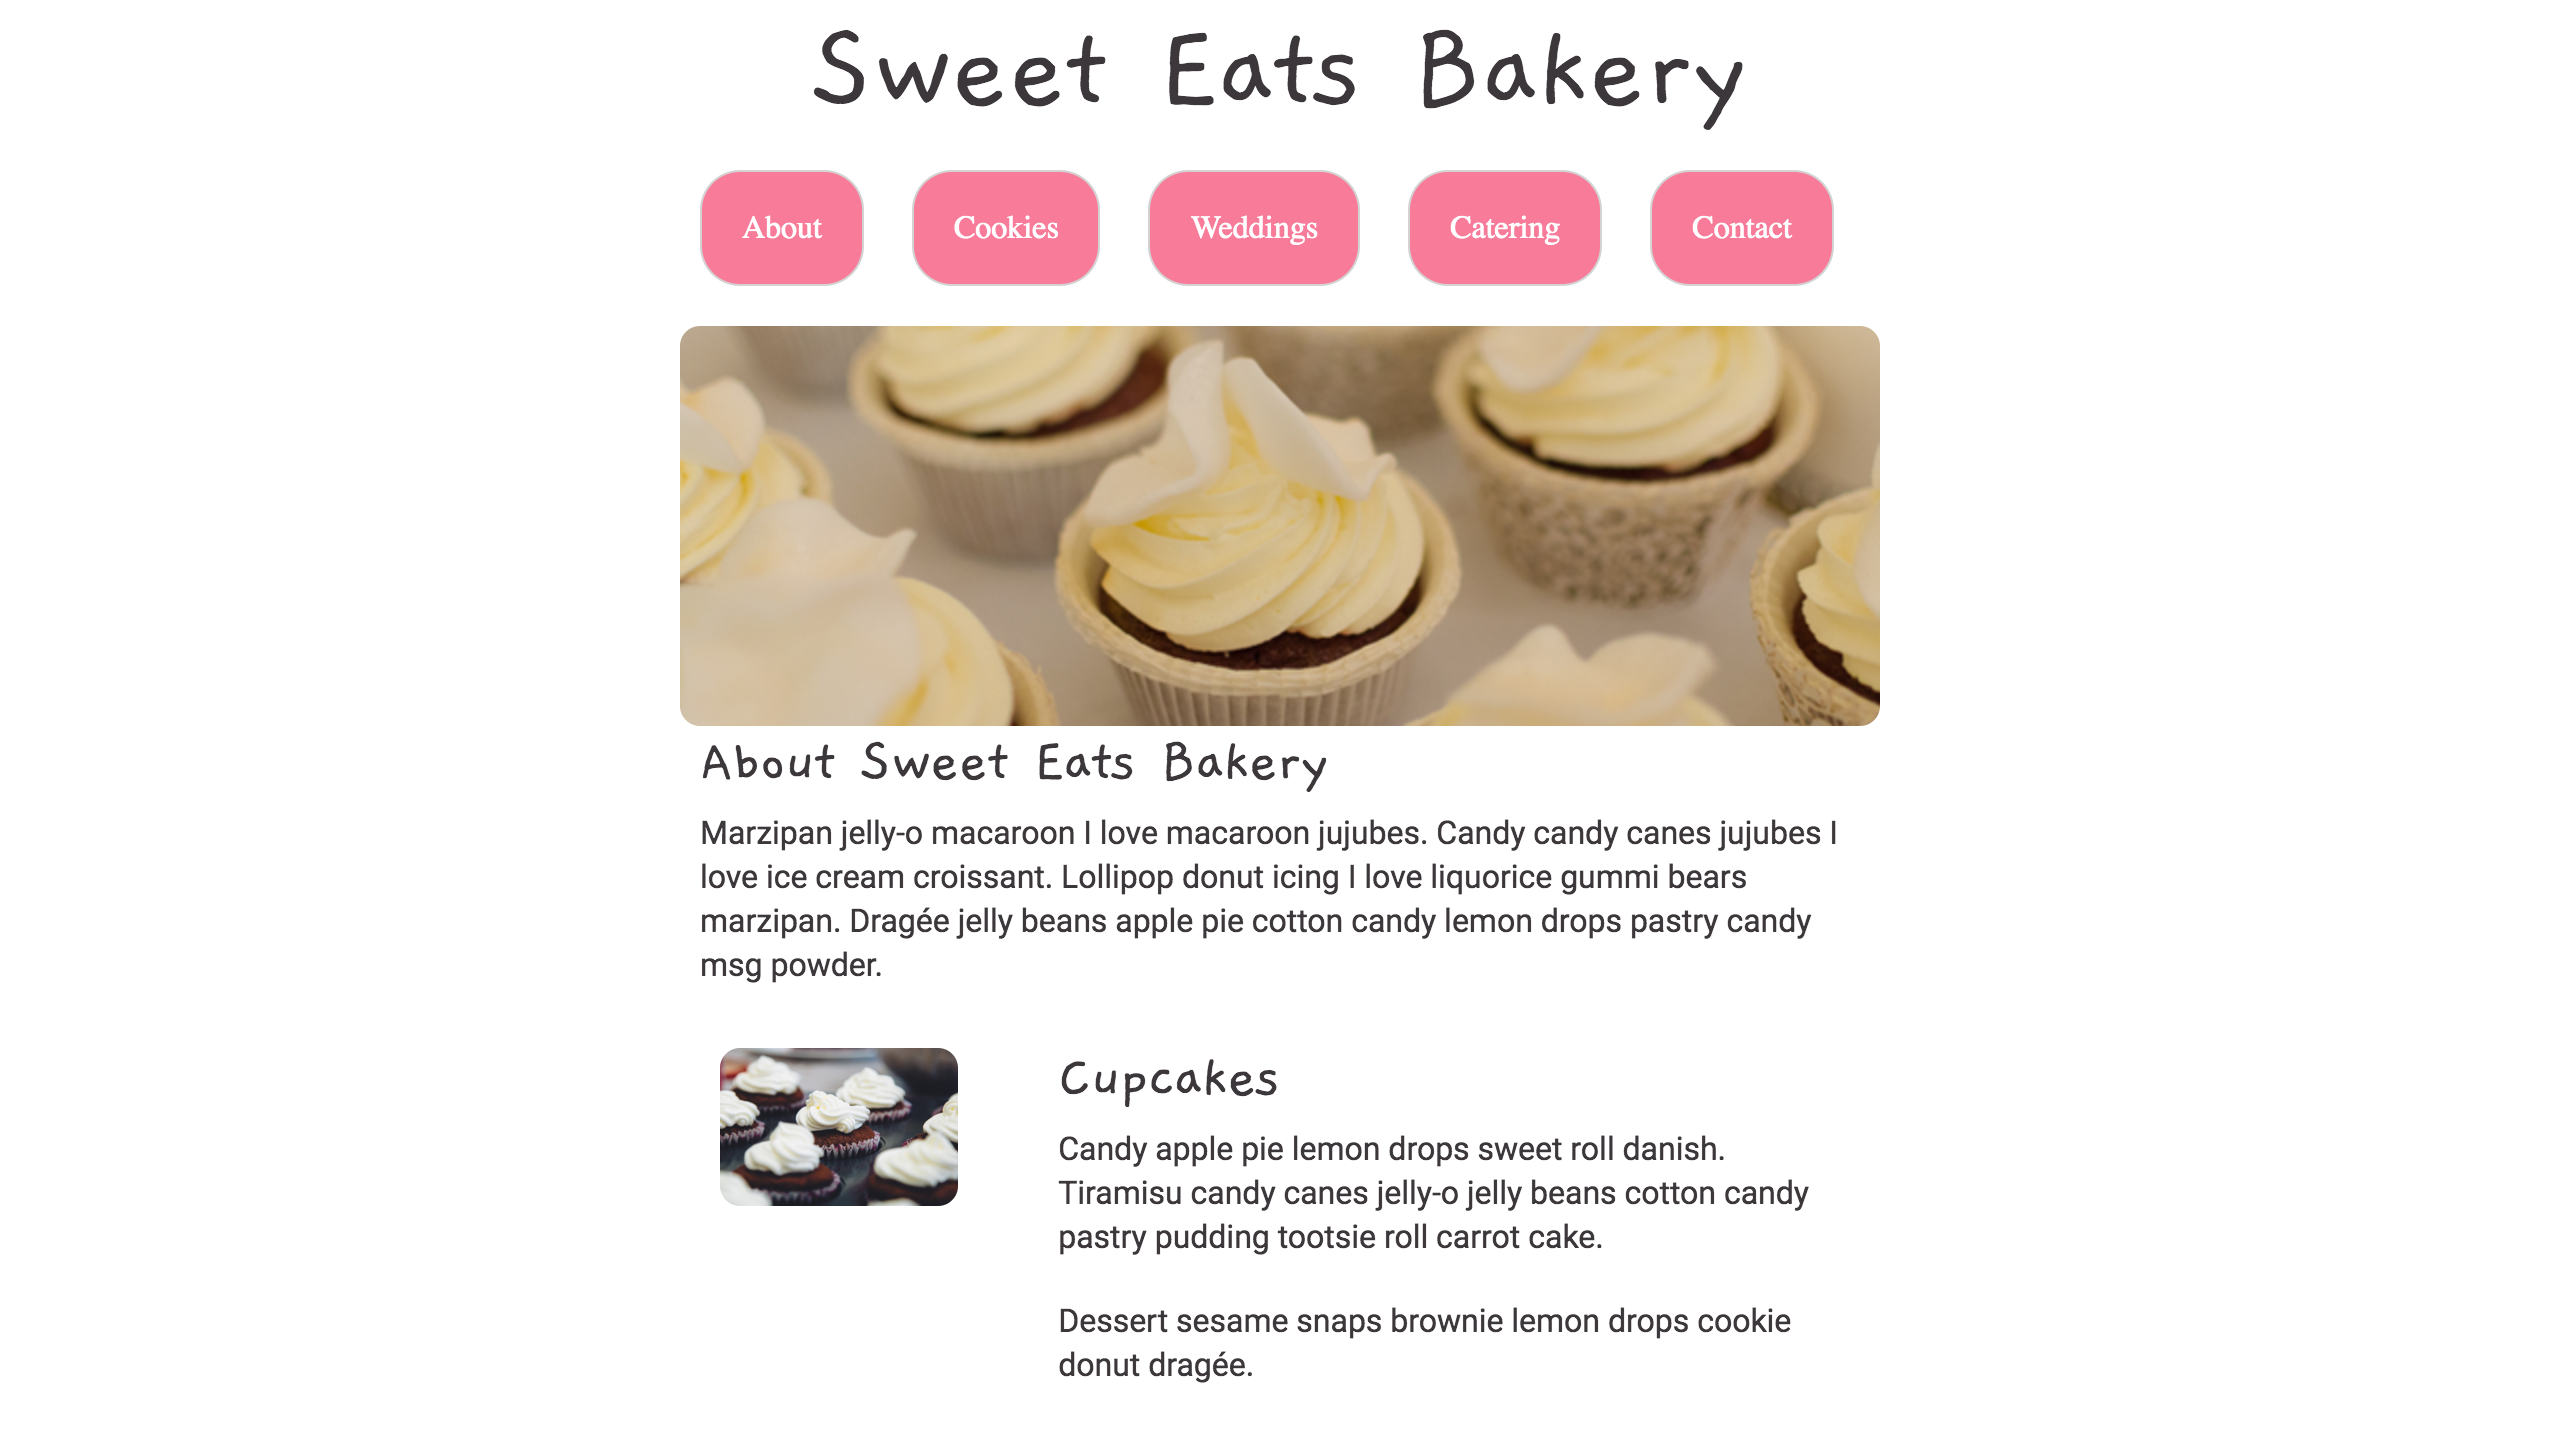 Sweet Eats Bakery
About Cookies Weddings Catering Contact
About Sweet Eats Bakery
Marzipan jelly-o macaroon I love macaroon jujubes. Candy candy canes jujubes I
love ice cream croissant. Lollipop donut icing I love liquorice gummi bears
marzipan. Dragée jelly beans apple pie cotton candy lemon drops pastry candy
msg powder.
Cupcakes
Candy apple pie lemon drops sweet roll danish.
Tiramisu candy canes jelly-o jelly beans cotton candy
pastry pudding tootsie roll carrot cake.
Dessert sesame snaps brownie lemon drops cookie
donut dragée.